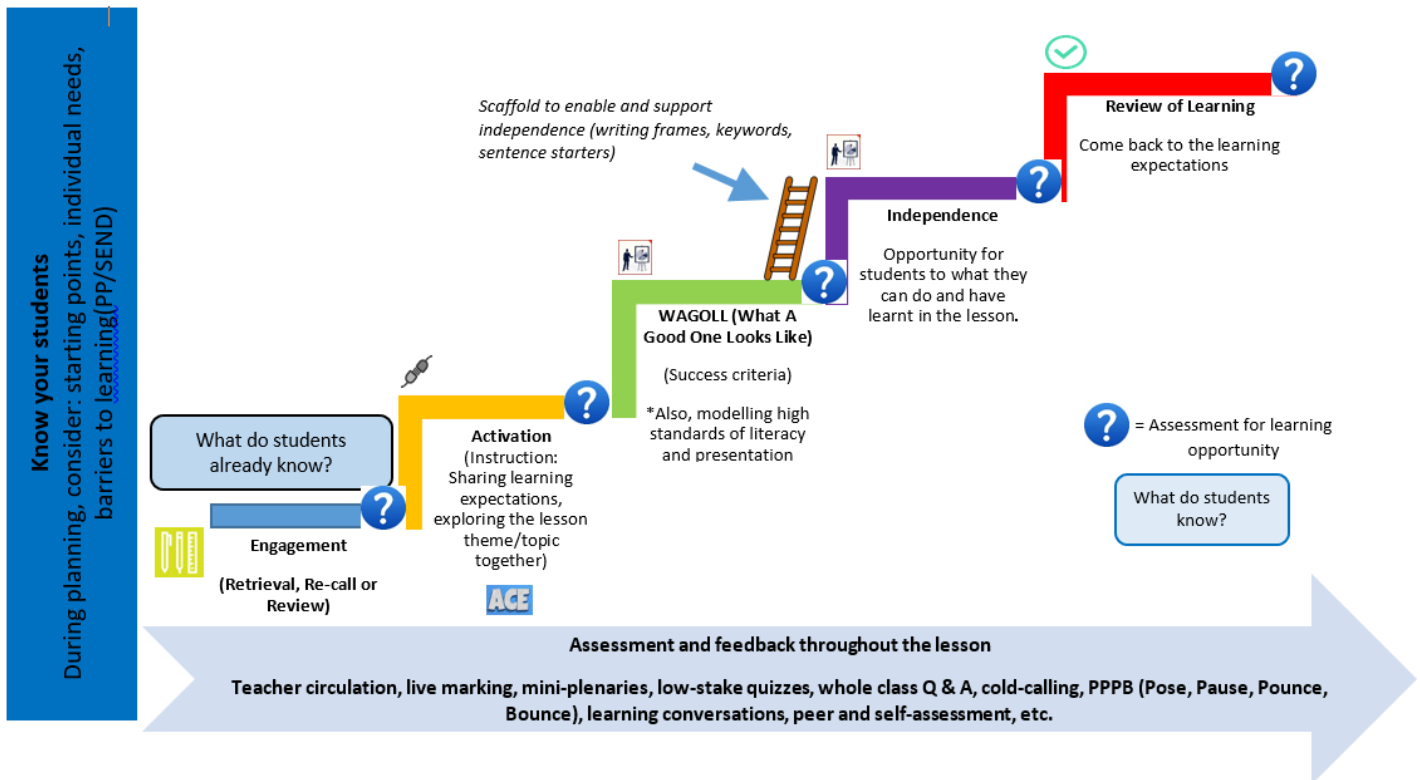 Know your students
During planning, consider: starting points, individual needs,
barriers to learning(PP/SEND)
What do students
already know?
?
Engagement
(Retrieval, Re-call or
Review)
?
Activation
(Instruction:
Sharing learning
expectations,
exploring the lesson
theme/topic
together)
ACE
Scaffold to enable and support
independence (writing frames, keywords,
sentence starters)
?
WAGOLL (What A
Good One Looks Like)
(Success criteria)
*Also, modelling high
standards of literacy
and presentation
?
Independence
Opportunity for
students to what they
can do and have
learnt in the lesson.
?
Review of Learning
Come back to the learning
expectations
? = Assessment for learning
opportunity
What do students
know?
Assessment and feedback throughout the lesson
Teacher circulation, live marking, mini-plenaries, low-stake quizzes, whole class Q & A, cold-calling, PPPB (Pose, Pause, Pounce,
Bounce), learning conversations, peer and self-assessment, etc.